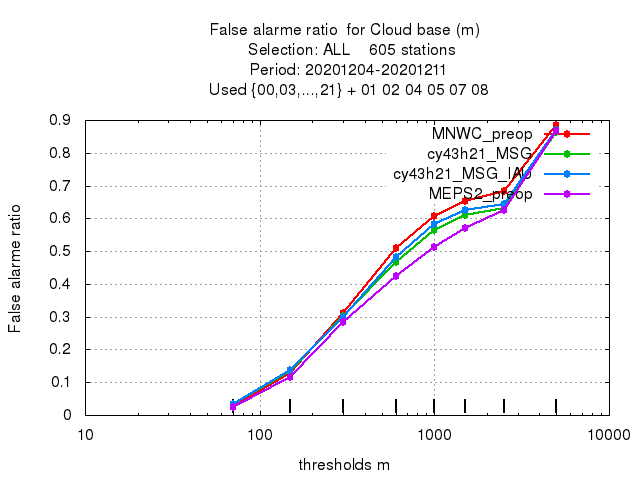 False alarme ratio  for Cloud base (m)
Selection: ALL    605 stations
Period: 20201204-20201211
Used {00,03,...,21} + 01 02 04 05 07 08
MNWC_preop
cy43h21_MSG
cy43h21_MSG_IAU
MEPS2_preop
False alarme ratio
0.9
0.8
0.7
0.6
0.5
0.4
0.3
0.2
0.1
0
10
100
1000
10000
thresholds m